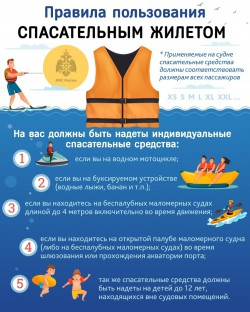 Правила пользования
СПАСАТЕЛЬНЫМ ЖИЛЕТОМ
* Применяемые на судне
спасательные средства
должны соответствовать
размерам всех пассажиров
XS S M L XL XXL
На вас должны быть надеты индивидуальные
спасательные средства:
1
если вы на водном мотоцикле;
2
если вы на буксируемом устройстве
(водные лыжи, банан и т.п.);
3
если вы находитесь на беспалубных маломерных судах
длиной до 4 метров включительно во время движения;
4
если вы находитесь на открытой палубе маломерного судна
(либо на беспалубных маломерных судах) во время
шлюзования или прохождения акватории порта;
5
так же спасательные средства должны
быть надеты на детей до 12 лет,
находящихся вне судовых помещений.